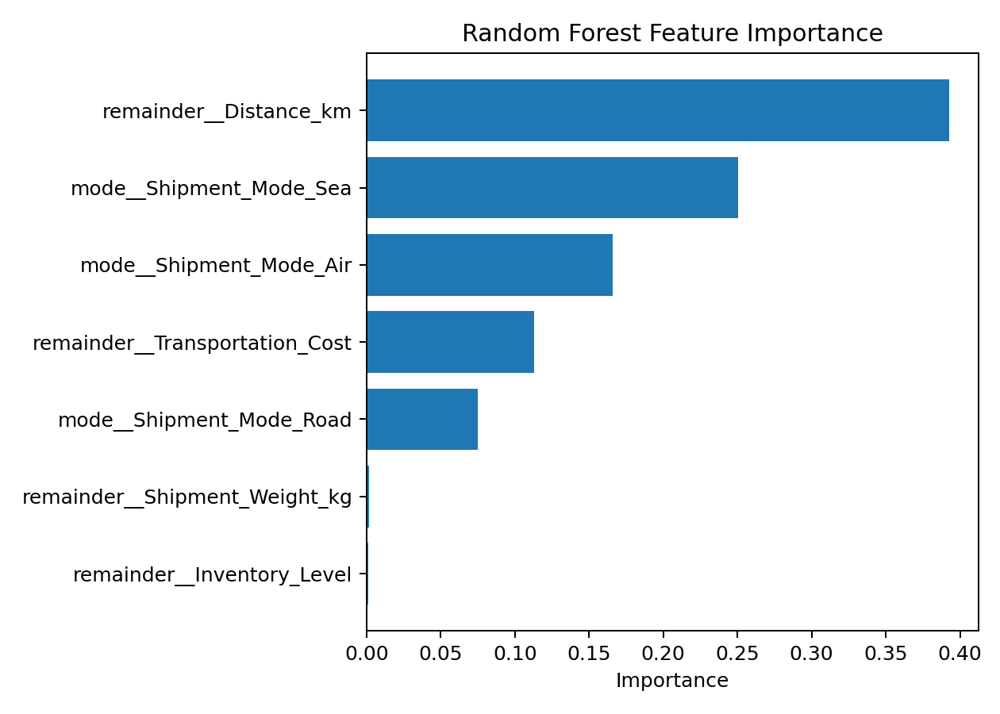 Random Forest Feature Importance
remainder__Distance_km
mode__Shipment_Mode_Sea
mode__Shipment_Mode_Air
remainder__Transportation_Cost
mode__Shipment_Mode_Road
remainder__Shipment_Weight_kg
remainder__Inventory_Level
0.00 0.05 0.10 0.15 0.20 0.25 0.30 0.35 0.40
Importance